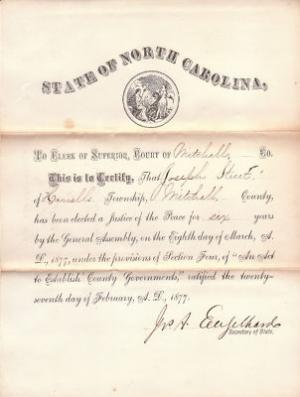 STATE OF NORTH CAROLINA,
TO CLERK OF SUPERIOR, COURT OF Mitchell Co.
This is to Certify, That Joseph
of Township, Mitchell County,
has been elected a Justice of the Peace for six years
by the General Assembly, on the Eighth day of March, A.
D., 1877, under the provisions of Section Four, of "An Act
to Establish County Governments," ratified the twenty-
seventh day of February, A. D., 1877.
Jos A. Engelhard
Secretary of State.